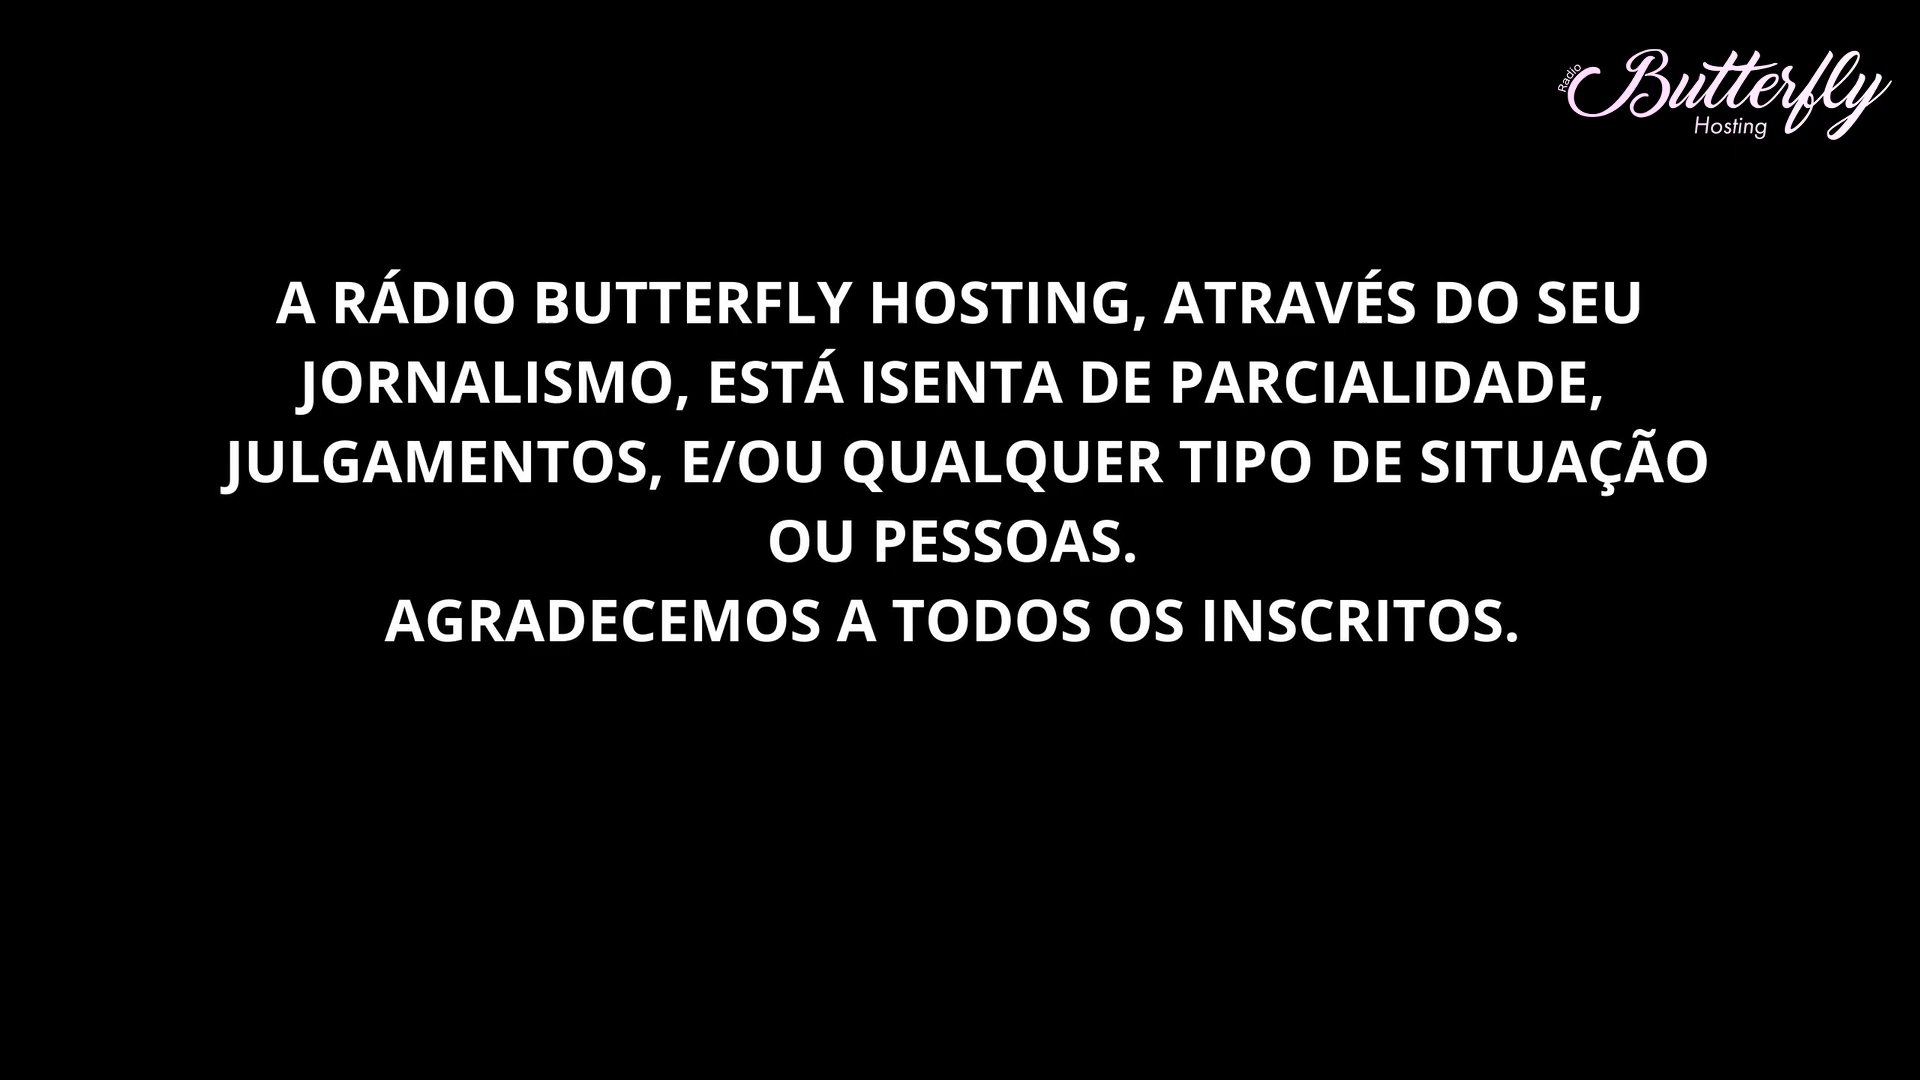 Radio
Butterfly
Hosting
A RÁDIO BUTTERFLY HOSTING, ATRAVÉS DO SEU
JORNALISMO, ESTÁ ISENTA DE PARCIALIDADE,
JULGAMENTOS, E/OU QUALQUER TIPO DE SITUAÇÃO
OU PESSOAS.
AGRADECEMOS A TODOS OS INSCRITOS.